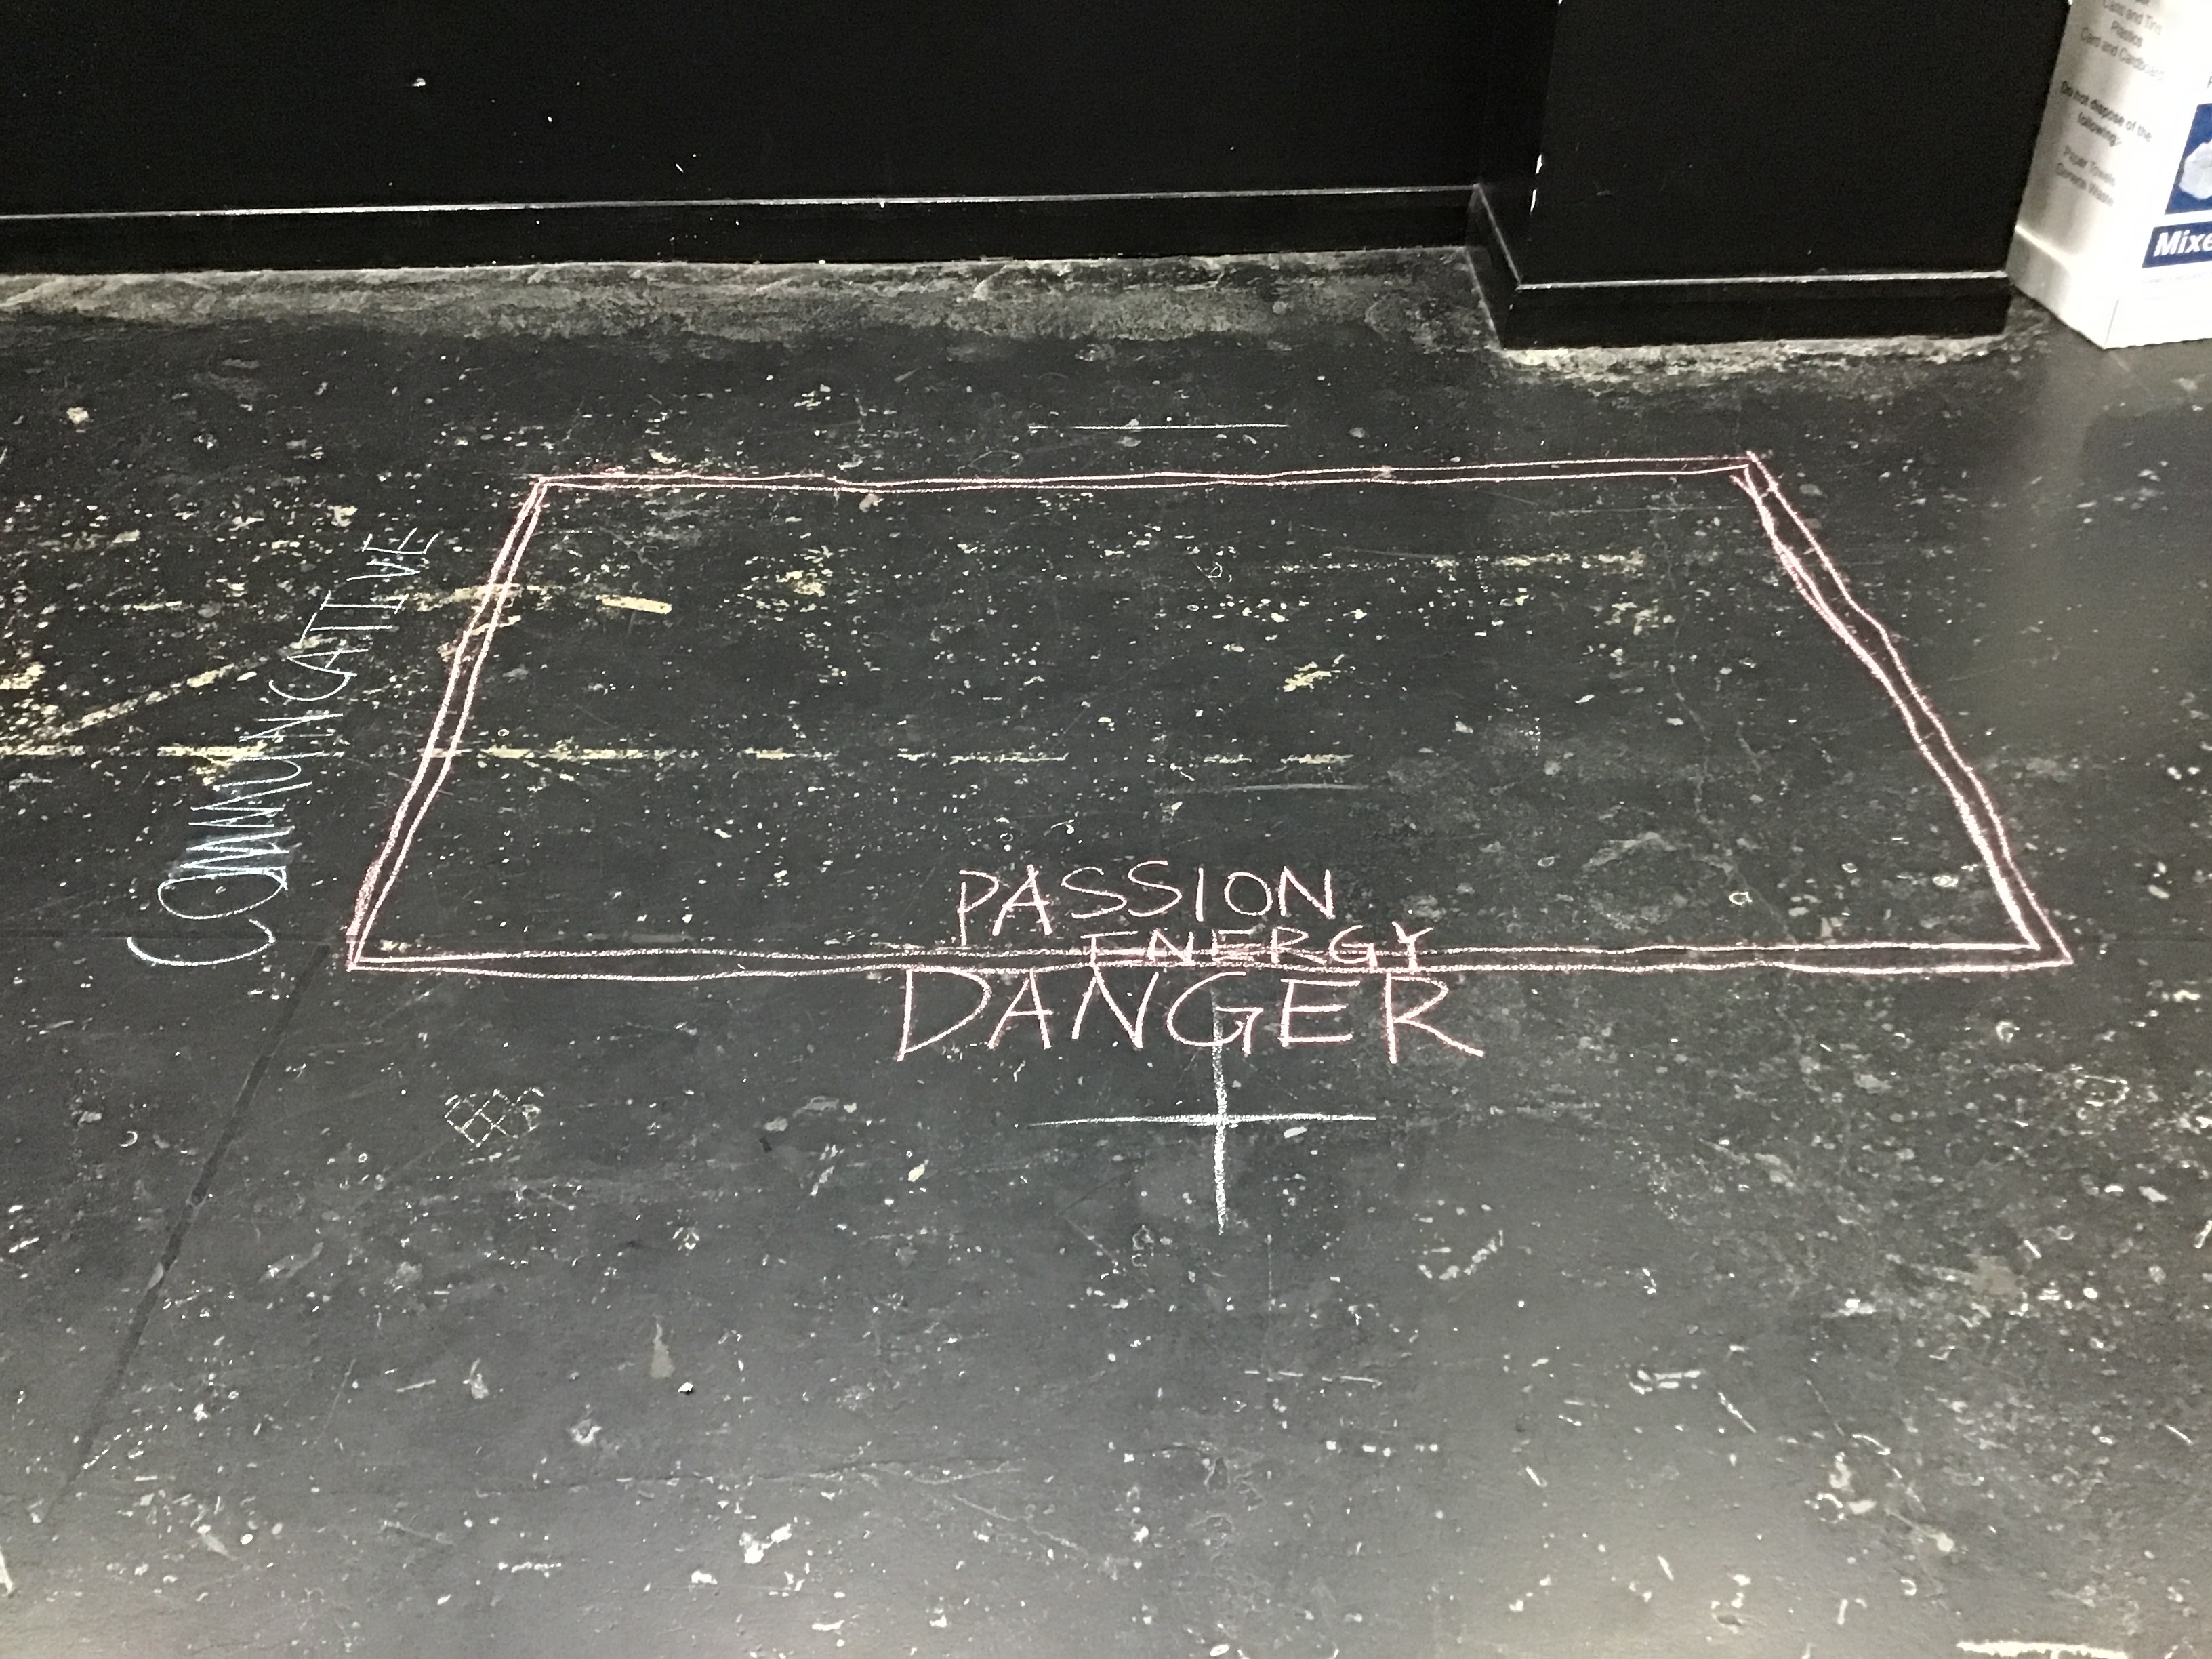 COMMUNICATIVE
PASSION
ENERGY
DANGER
Cans and Tins
Plastics
Card and Cardboard
Do not dispose of the
following:
Paper Towels
General Waste
Mixe